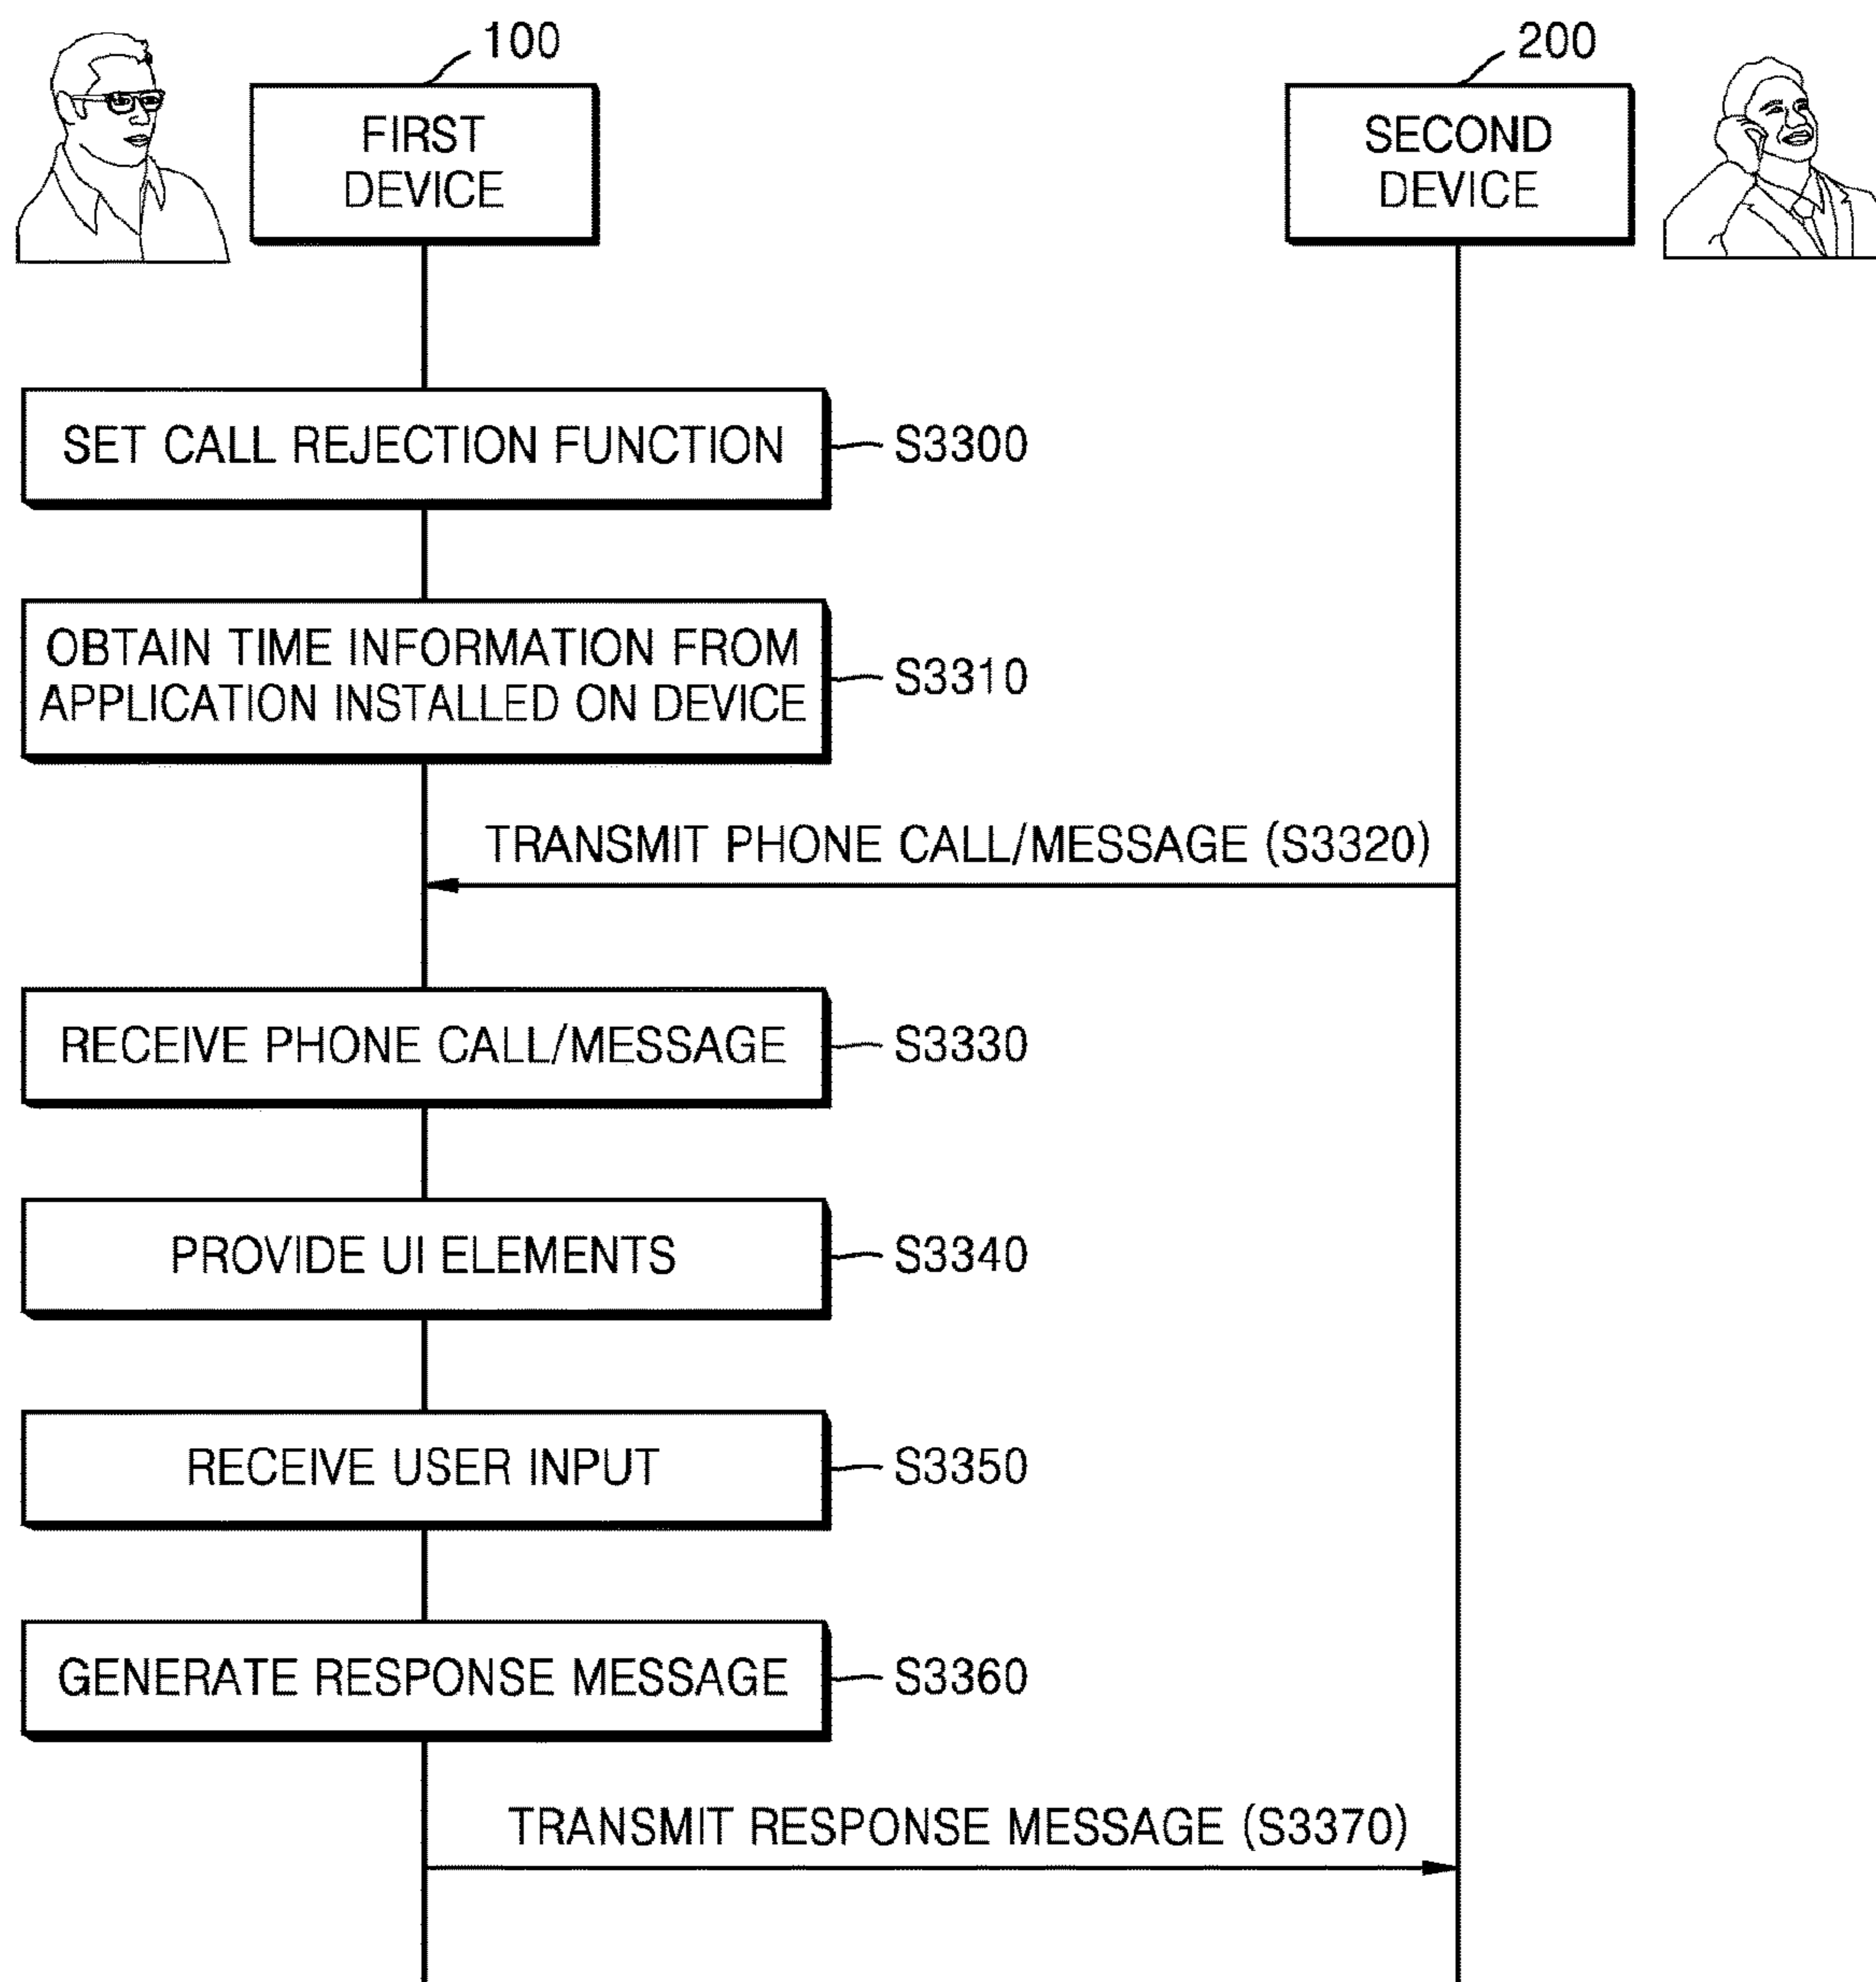 100
200
FIRST
DEVICE
SECOND
DEVICE
SET CALL REJECTION FUNCTION
S3300
OBTAIN TIME INFORMATION FROM
APPLICATION INSTALLED ON DEVICE
S3310
TRANSMIT PHONE CALL/MESSAGE (S3320)
RECEIVE PHONE CALL/MESSAGE
S3330
PROVIDE UI ELEMENTS
S3340
RECEIVE USER INPUT
S3350
GENERATE RESPONSE MESSAGE
S3360
TRANSMIT RESPONSE MESSAGE (S3370)